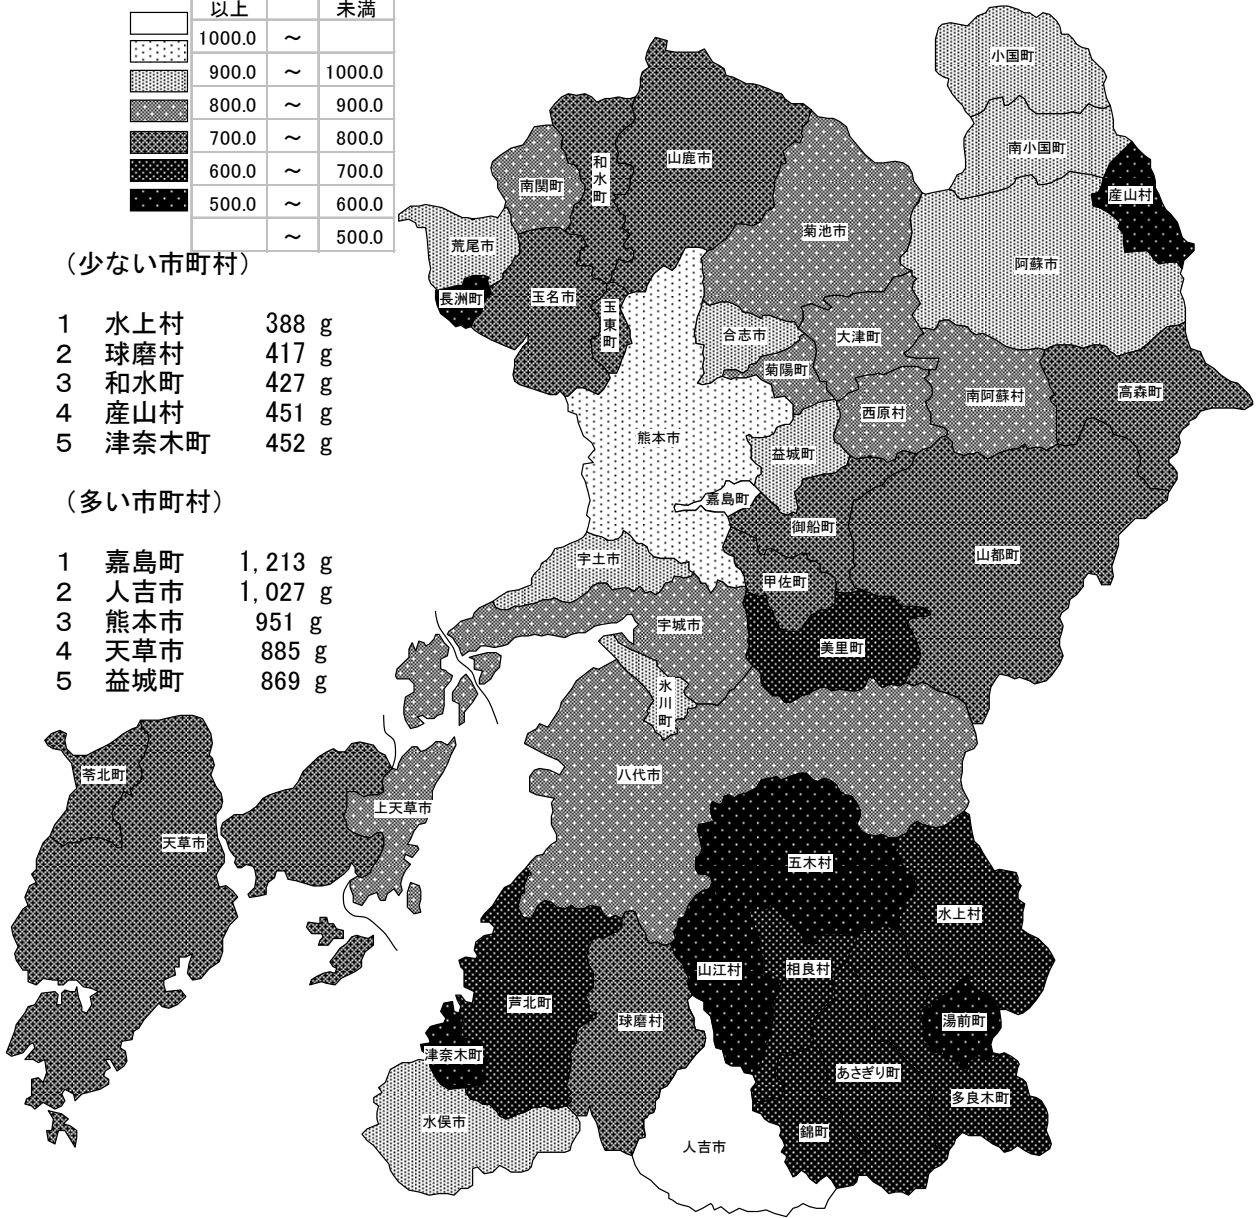 以上 未満
1000.0 ～
900.0 ～ 1000.0
800.0 ～ 900.0
700.0 ～ 800.0
600.0 ～ 700.0
500.0 ～ 600.0
～ 500.0
（少ない市町村）
1 水上村 388 g
2 球磨村 417 g
3 和水町 427 g
4 産山村 451 g
5 津奈木町 452 g
（多い市町村）
1 嘉島町 1,213 g
2 人吉市 1,027 g
3 熊本市 951 g
4 天草市 885 g
5 益城町 869 g
小国町
南小国町
産山村
山鹿市
和水町
南関町
菊池市
荒尾市
阿蘇市
長洲町
玉名市
玉東町
合志市
大津町
菊陽町
高森町
南阿蘇村
西原村
熊本市
益城町
嘉島町
御船町
山都町
宇土市
甲佐町
宇城市
美里町
氷川町
八代市
苓北町
上天草市
天草市
五木村
水上村
山江村
相良村
芦北町
球磨村
湯前町
津奈木町
あさぎり町
多良木町
水俣市
錦町
人吉市